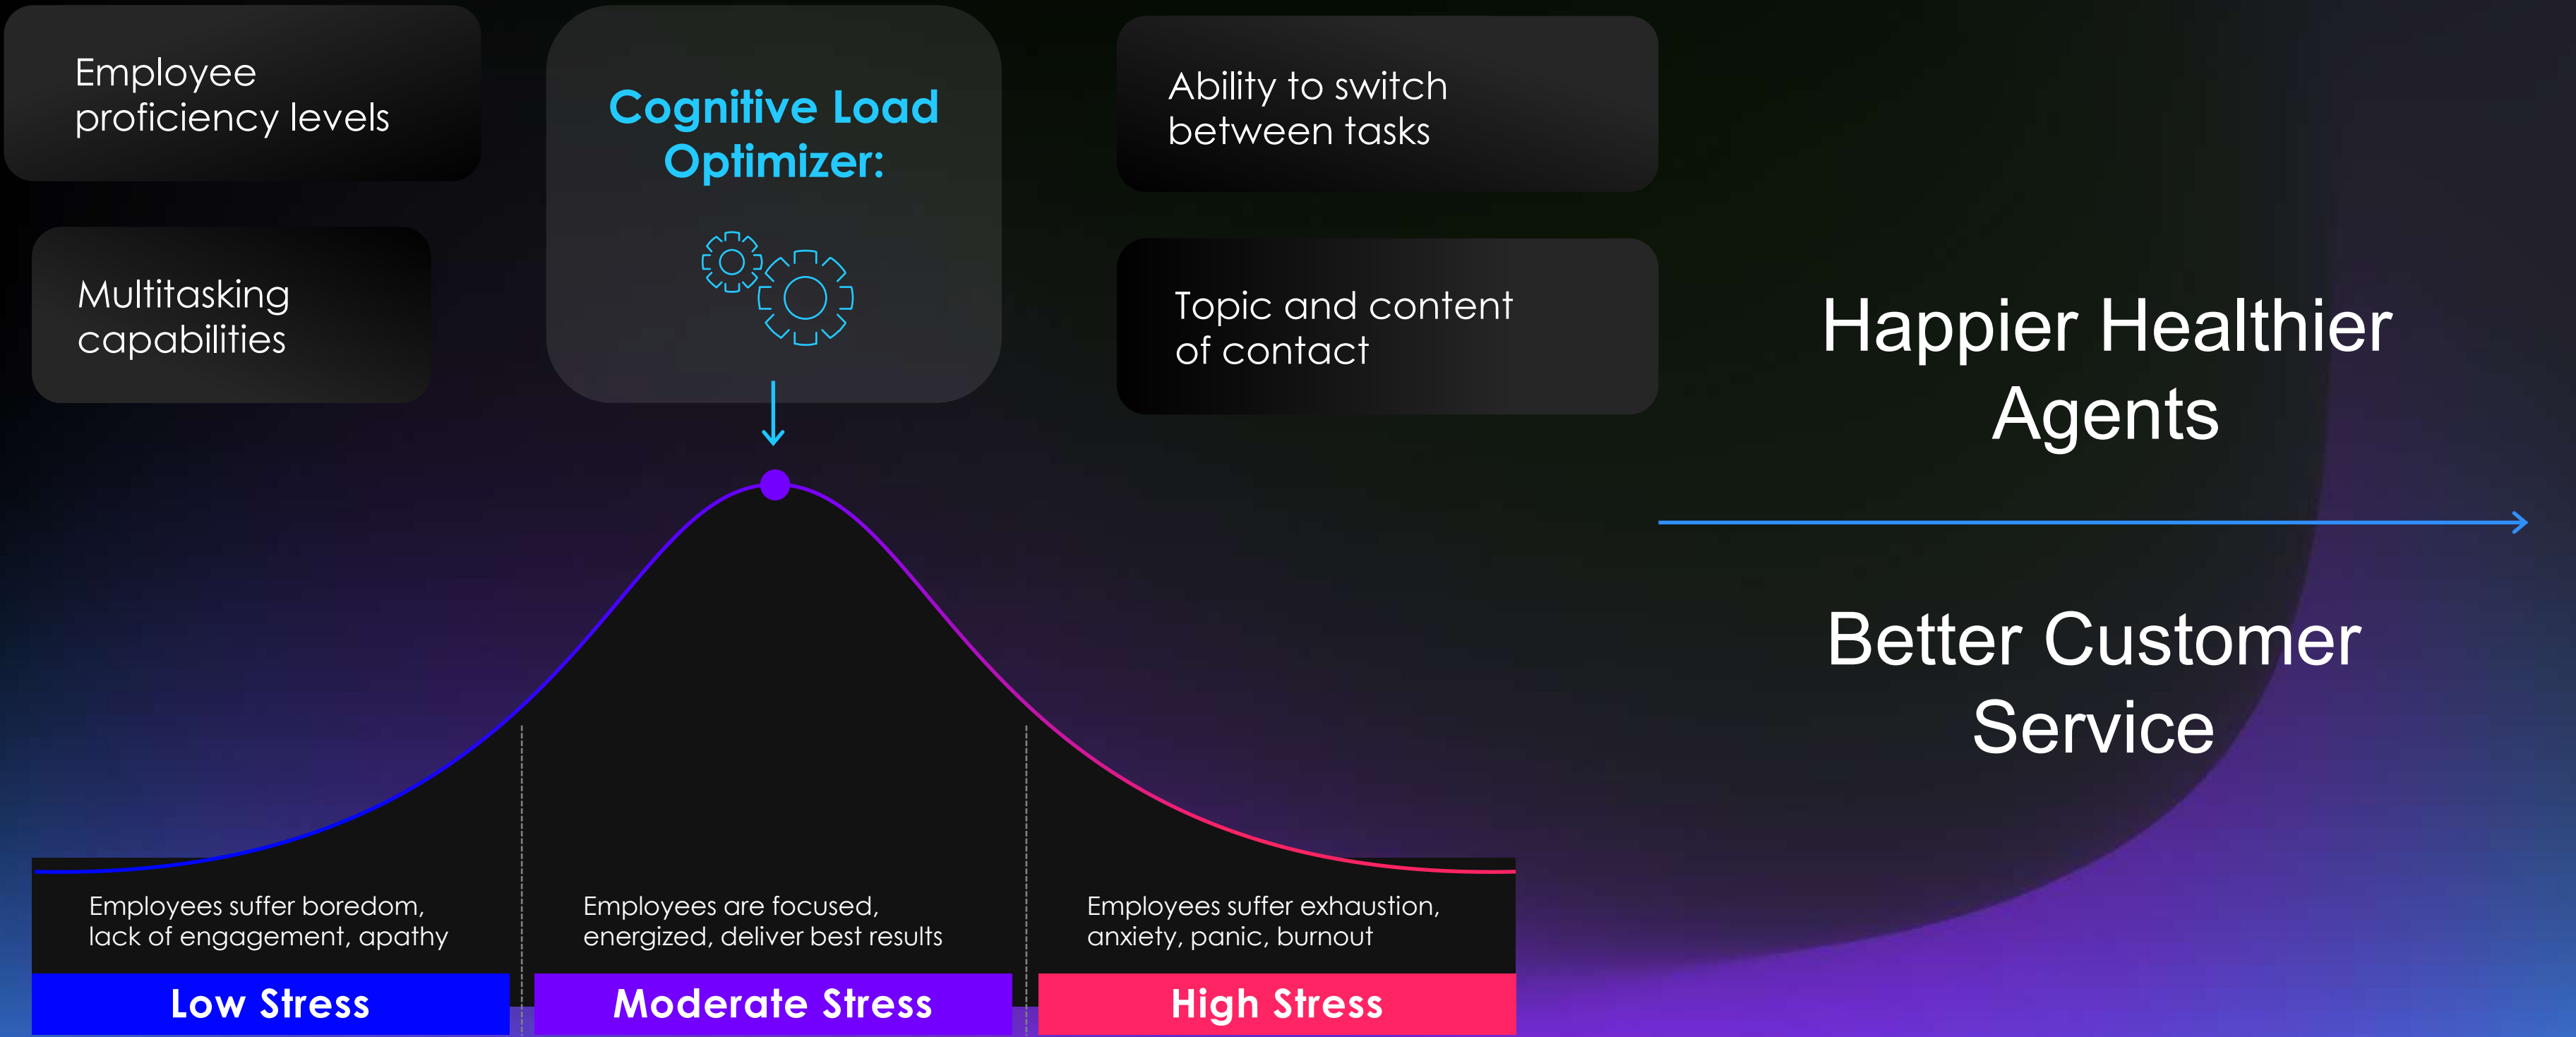 Employee
proficiency levels
Multitasking
capabilities
Cognitive Load
Optimizer:
Ability to switch
between tasks
Topic and content
of contact
Happier Healthier
Agents
Better Customer
Service
Employees suffer boredom,
lack of engagement, apathy
Low Stress
Employees are focused,
energized, deliver best results
Moderate Stress
Employees suffer exhaustion,
anxiety, panic, burnout
High Stress